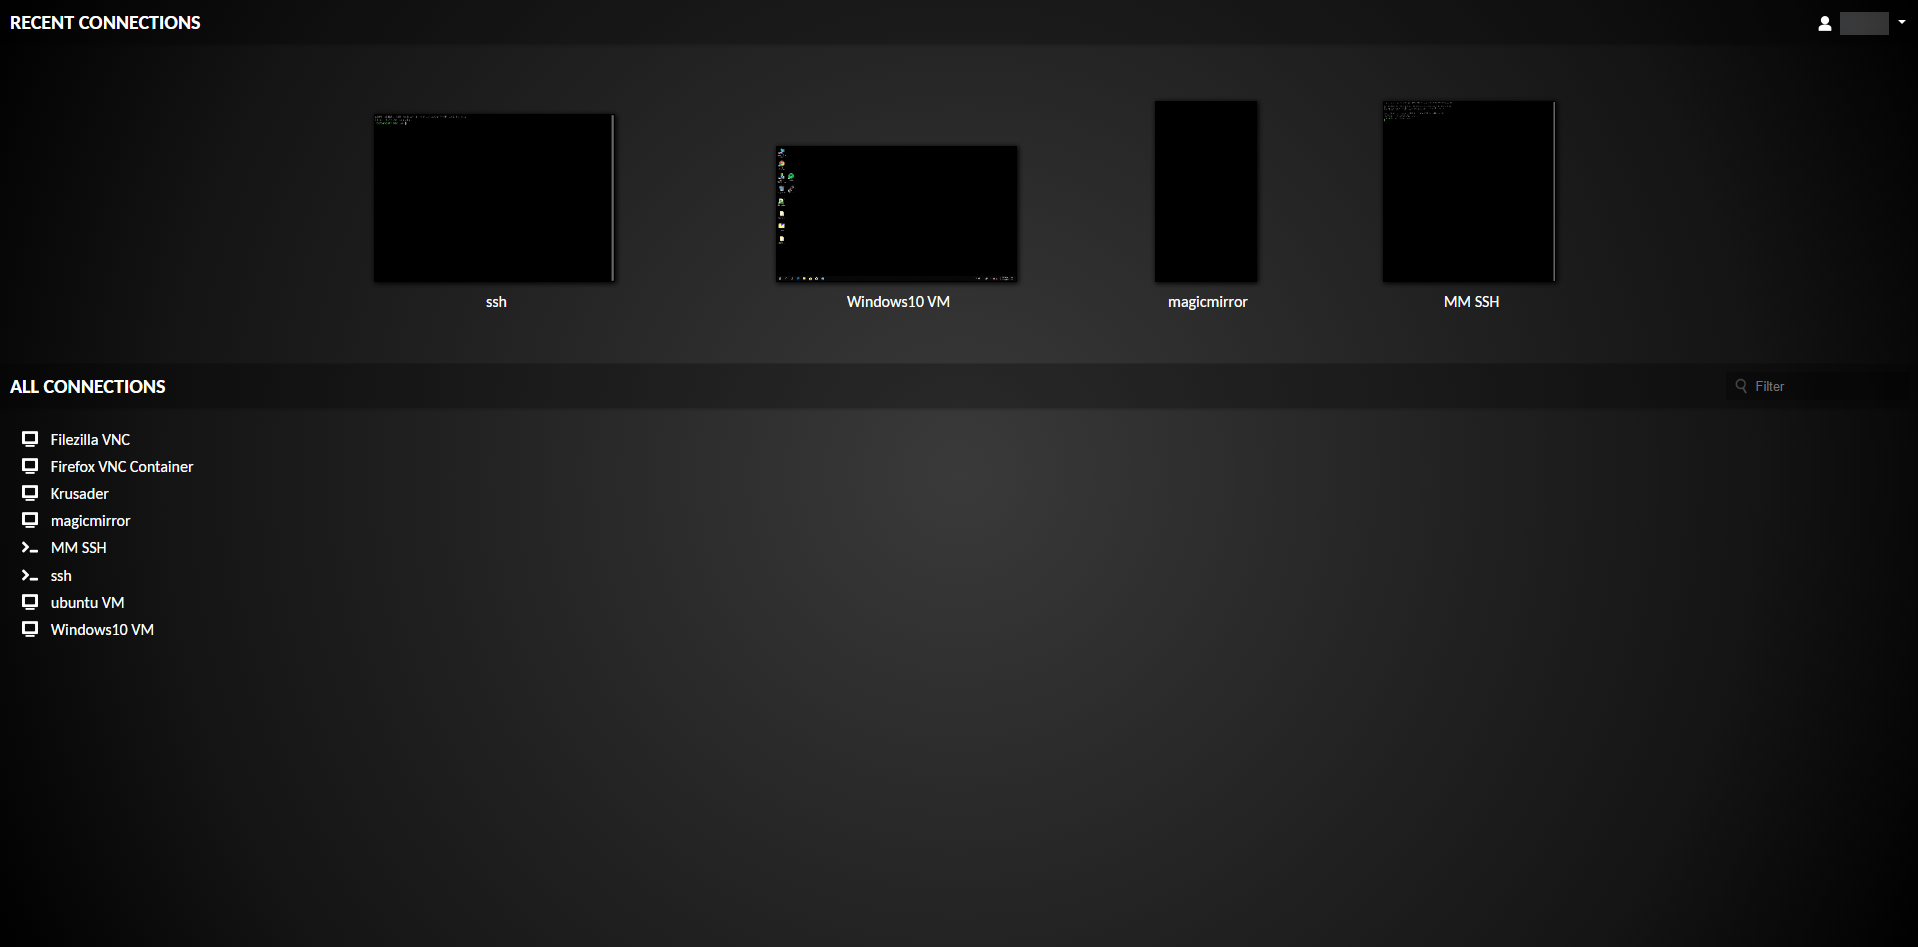 RECENT CONNECTIONS
ssh
Windows10 VM
magicmirror
MM SSH
ALL CONNECTIONS
Filter
Filezilla VNC
Firefox VNC Container
Krusader
magicmirror
MM SSH
ssh
ubuntu VM
Windows10 VM